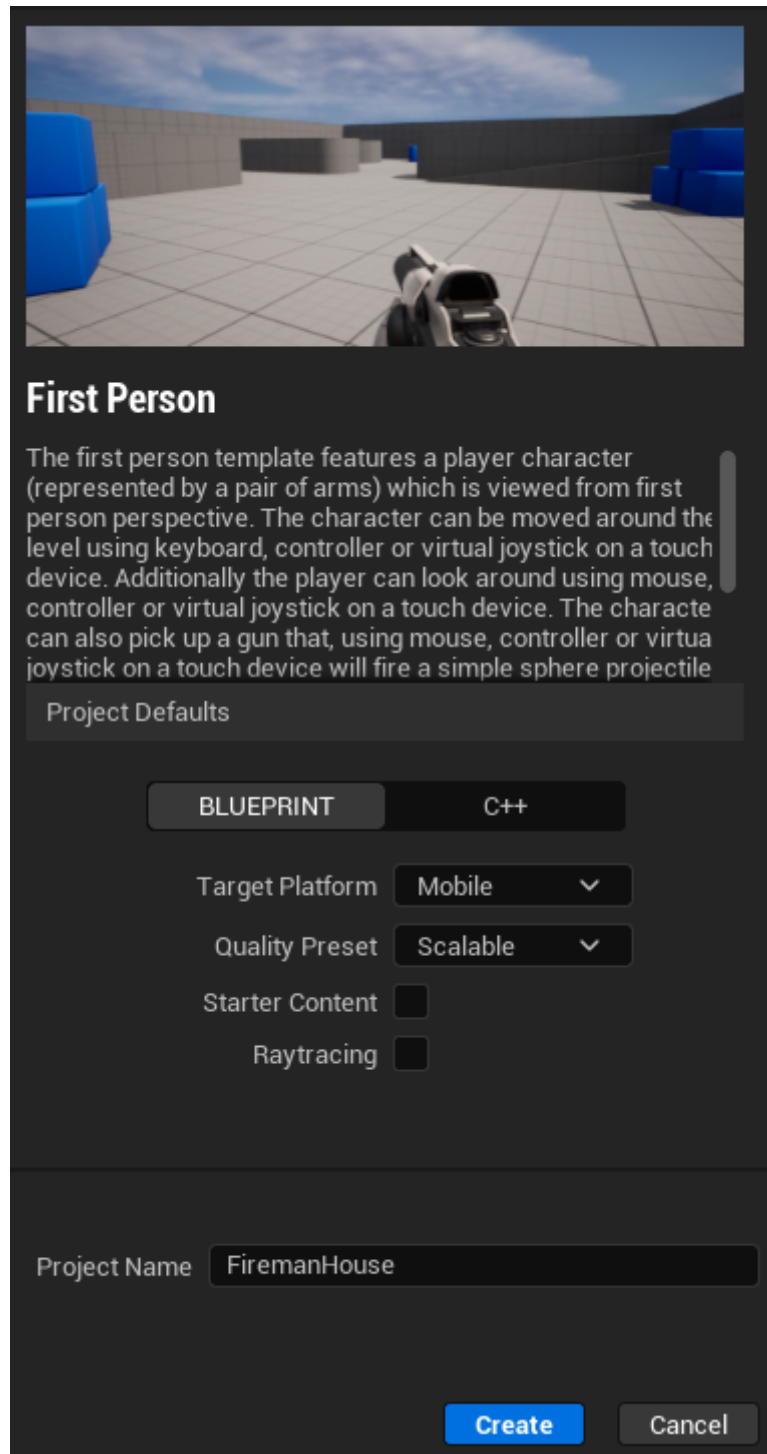 First Person
The first person template features a player character
(represented by a pair of arms) which is viewed from first
person perspective. The character can be moved around the
level using keyboard, controller or virtual joystick on a touch
device. Additionally the player can look around using mouse,
controller or virtual joystick on a touch device. The characte
can also pick up a gun that, using mouse, controller or virtua
joystick on a touch device will fire a simple sphere projectile
Project Defaults
BLUEPRINT C++
Target Platform Mobile
Quality Preset Scalable
Starter Content
Raytracing
Project Name FiremanHouse
Create Cancel